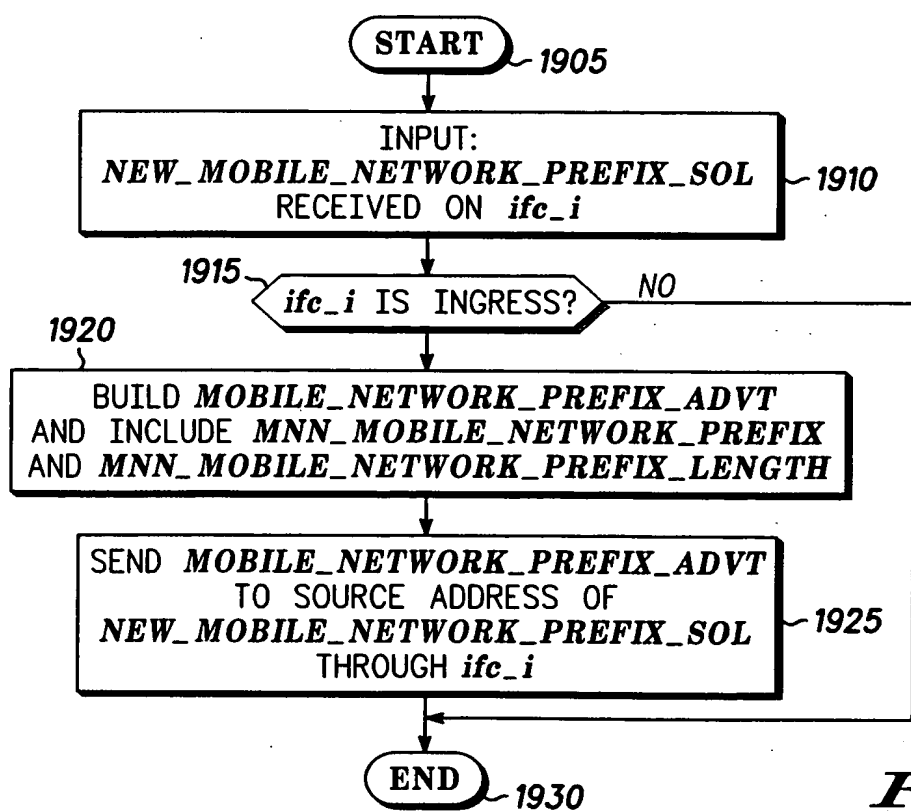 START
1905
INPUT:
NEW_MOBILE_NETWORK_PREFIX_SOL
RECEIVED ON ifc_i
1910
1915
ifc_i IS INGRESS?
NO
1920
BUILD MOBILE_NETWORK_PREFIX_ADVT
AND INCLUDE MNN_MOBILE_NETWORK_PREFIX
AND MNN_MOBILE_NETWORK_PREFIX_LENGTH
SEND MOBILE_NETWORK_PREFIX_ADVT
TO SOURCE ADDRESS OF
NEW_MOBILE_NETWORK_PREFIX_SOL
THROUGH ifc_i
1925
END
1930